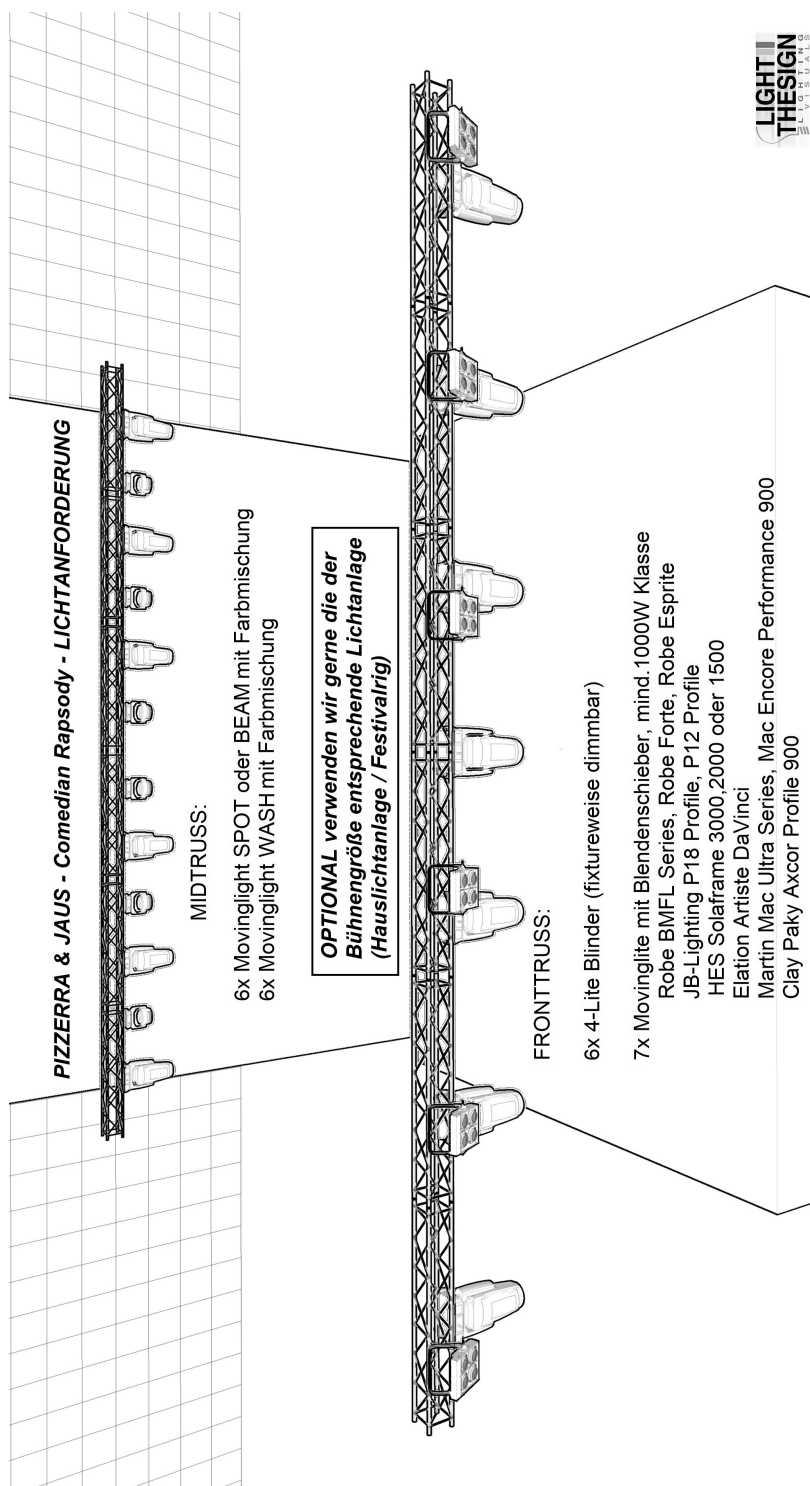 PIZZERRA & JAUS - Comedian Rapsody - LICHTANFORDERUNG
MIDTRUSS:
6x Movinglight SPOT oder BEAM mit Farbmischung
6x Movinglight WASH mit Farbmischung
OPTIONAL verwenden wir gerne die der
Bühnengröße entsprechende Lichtanlage
(Hauslichtanlage / Festivalrig)
FRONTTRUSS:
6x 4-Lite Blinder (fixtureweise dimmbar)
7x Movinglite mit Blendenschieber, mind.1000W Klasse
Robe BMFL Series, Robe Forte, Robe Esprite
JB-Lighting P18 Profile, P12 Profile
HES Solaframe 3000,2000 oder 1500
Elation Artiste DaVinci
Martin Mac Ultra Series, Mac Encore Performance 900
Clay Paky Axcor Profile 900
LIGHT
THESIGN
LIGHTING
VISUALS